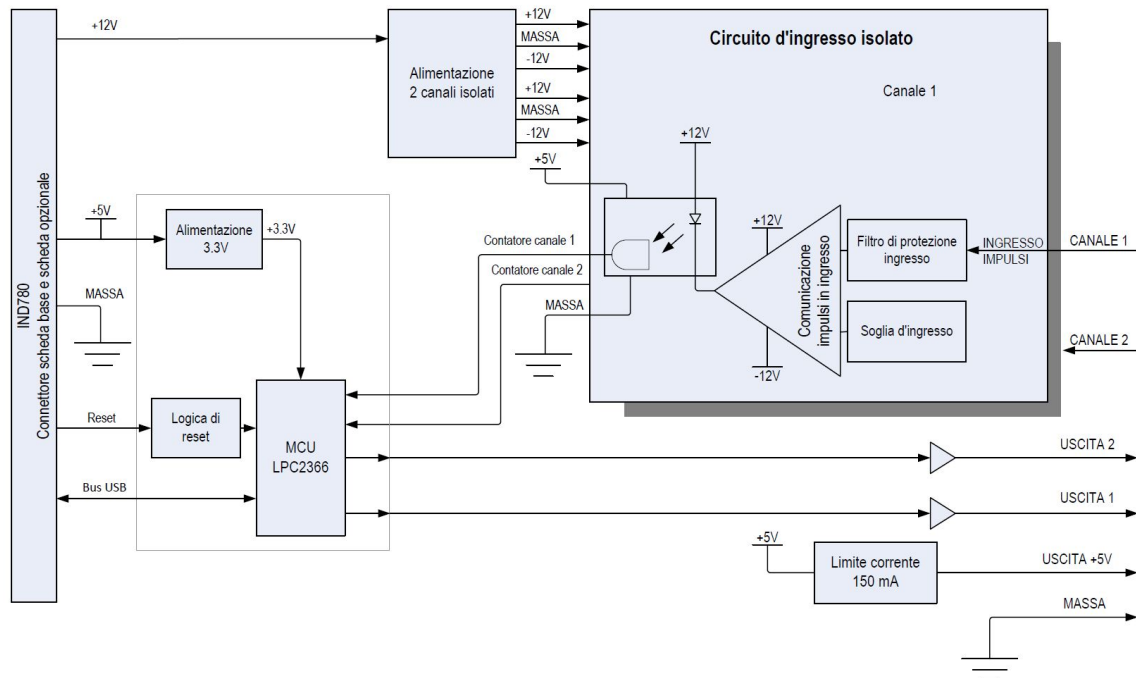 +12V
Alimentazione
2 canali isolati
+12V
MASSA
-12V
+12V
MASSA
-12V
Circuito d'ingresso isolato
Canale 1
+12V
+5V
+12V
-12V
Comunicazione
impulsi in ingresso
Filtro di protezione
ingresso
Soglia d'ingresso
INGRESSO
IMPULSI
CANALE 1
CANALE 2
IND780
Connettore scheda base e scheda opzionale
+5V
Alimentazione
3.3V
+3.3V
MASSA
Contatore canale 1
Contatore canale 2
MASSA
Reset
Logica di
reset
MCU
LPC2366
Bus USB
USCITA 2
USCITA 1
+5V
Limite corrente
150 mA
USCITA +5V
MASSA